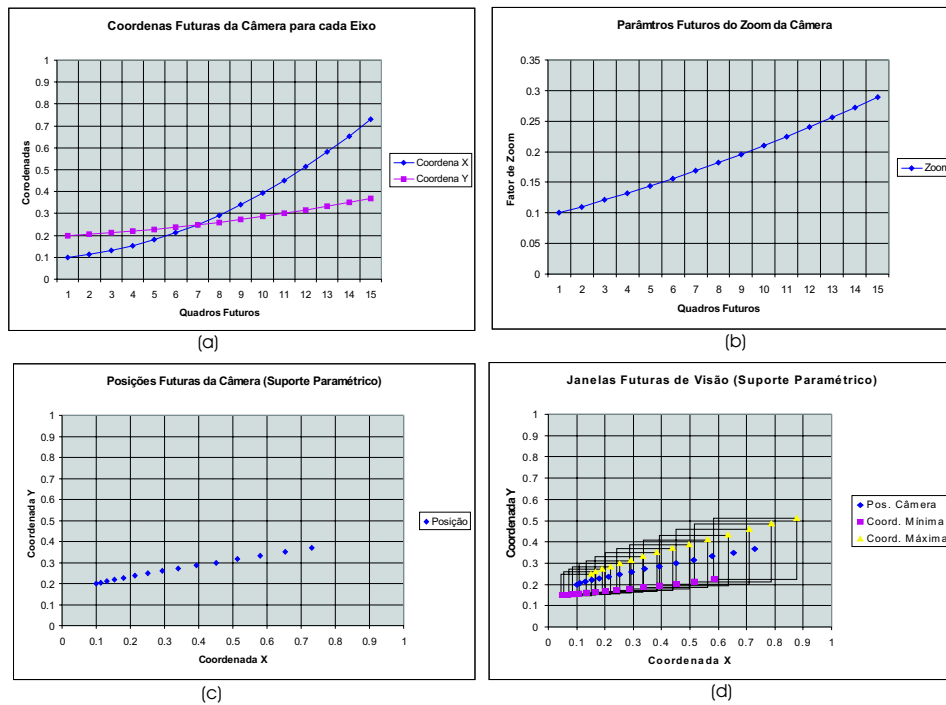 Coordenas Futuras da Câmera para cada Eixo
Corodenadas
1
0.9
0.8
0.7
0.6
0.5
0.4
0.3
0.2
0.1
0
1 2 3 4 5 6 7 8 9 10 11 12 13 14 15
Quadros Futuros
Coordena X
Coordena Y
(a)
Parâmtros Futuros do Zoom da Câmera
Fator de Zoom
0.35
0.3
0.25
0.2
0.15
0.1
0.05
0
1 2 3 4 5 6 7 8 9 10 11 12 13 14 15
Quadros Futuros
Zoom
(b)
Posições Futuras da Câmera (Suporte Paramétrico)
Coordenada Y
1
0.9
0.8
0.7
0.6
0.5
0.4
0.3
0.2
0.1
0
0 0.1 0.2 0.3 0.4 0.5 0.6 0.7 0.8 0.9 1
Coordenada X
Posição
(c)
Janelas Futuras de Visão (Suporte Paramétrico)
Coordenada Y
1
0.9
0.8
0.7
0.6
0.5
0.4
0.3
0.2
0.1
0
0 0.1 0.2 0.3 0.4 0.5 0.6 0.7 0.8 0.9 1
Coordenada X
Pos. Câmera
Coord. Mínima
Coord. Máxima
(d)